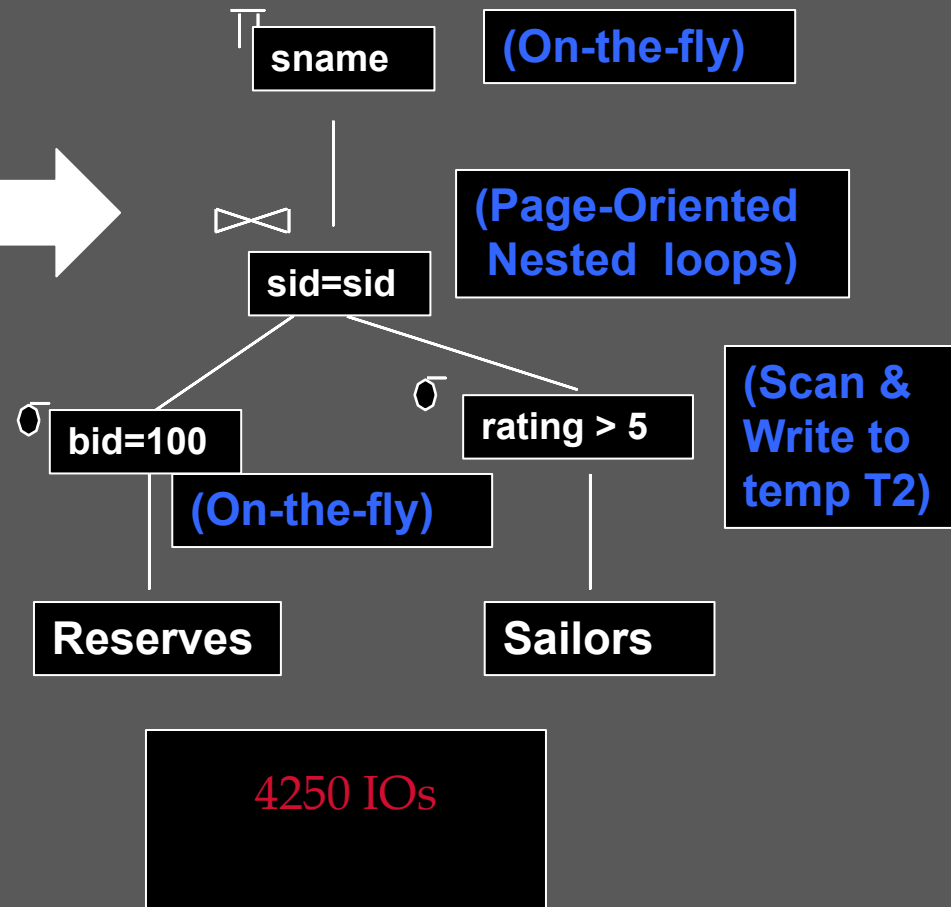 π
sname
(On-the-fly)
(Page-Oriented
Nested loops)
⋈
sid=sid
σ
bid=100
(On-the-fly)
σ
rating > 5
(Scan &
Write to
temp T2)
Reserves
Sailors
4250 IOs